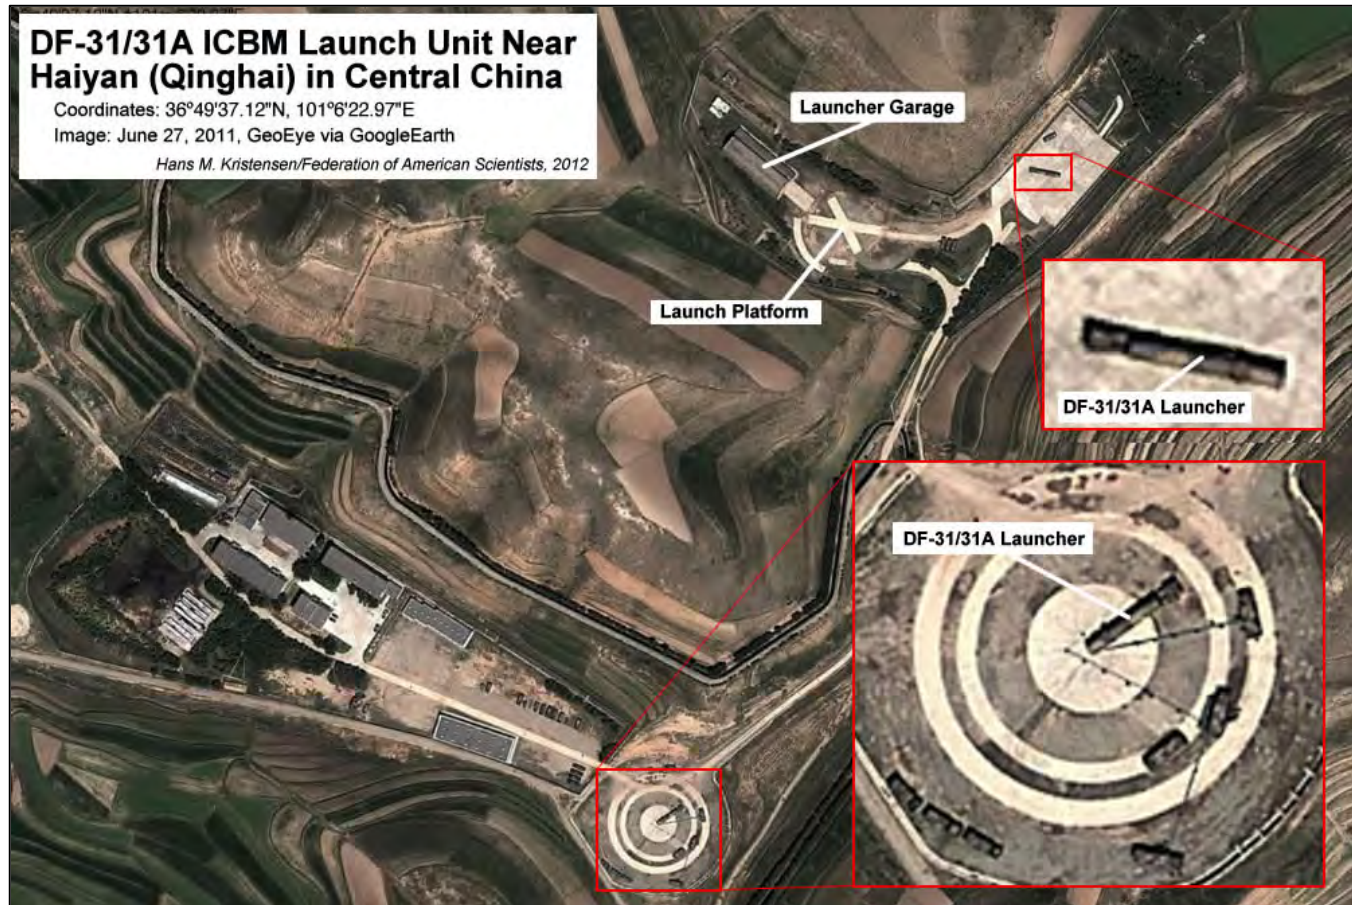 DF-31/31A ICBM Launch Unit Near
Haiyan (Qinghai) in Central China
Coordinates: 36º49'37.12"N, 101º6'22.97"E
Image: June 27, 2011, GeoEye via GoogleEarth
Hans M. Kristensen/Federation of American Scientists, 2012
Launcher Garage
Launch Platform
DF-31/31A Launcher
DF-31/31A Launcher